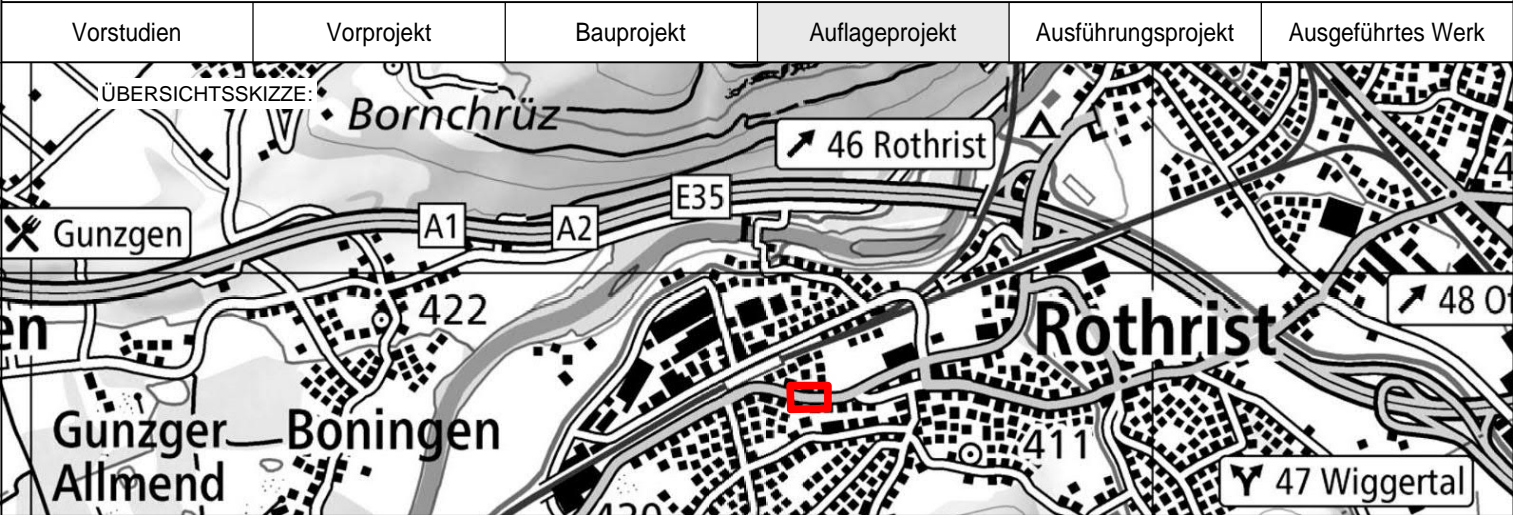 Vorstudien
Vorprojekt
Bauprojekt
Auflageprojekt
Ausführungsprojekt
Ausgeführtes Werk
ÜBERSICHTSSKIZZE:
Bornchrüz
46 Rothrist
E35
A1
A2
Gunzgen
422
48 Of
en
Rothrist
Gunzger
Allmend
Boningen
411
47 Wiggertal